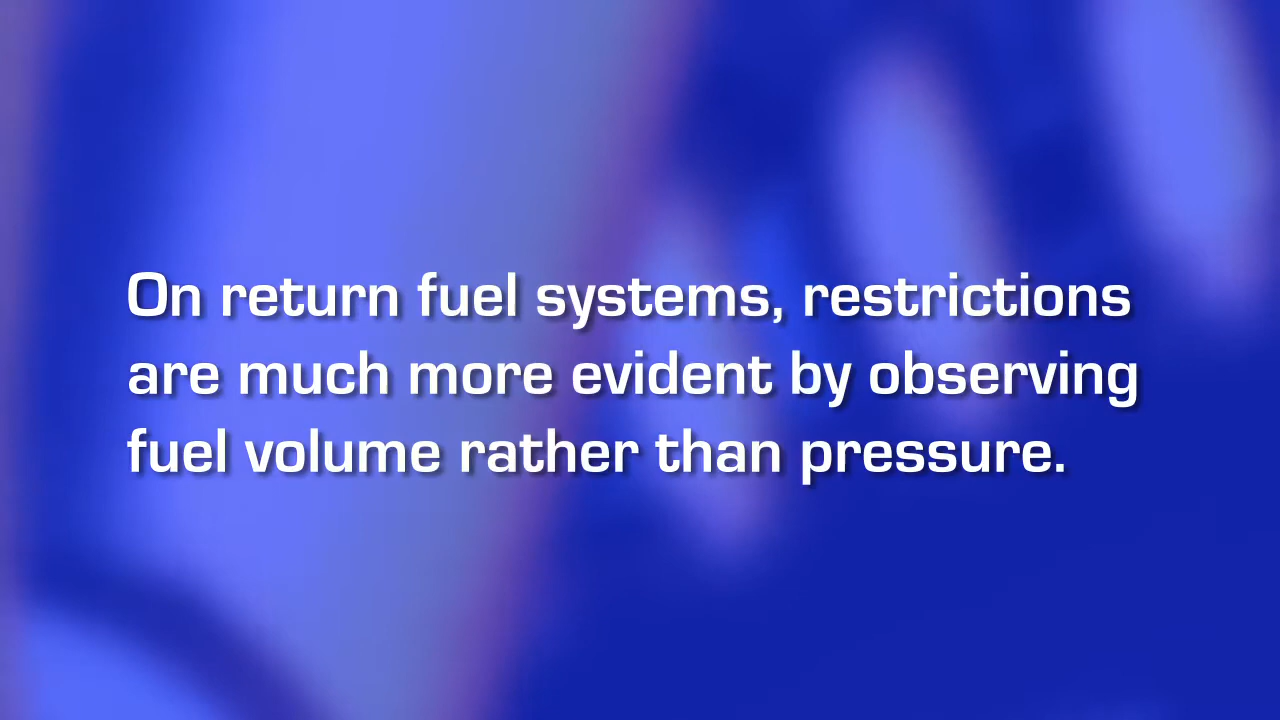 On return fuel systems, restrictions
are much more evident by observing
fuel volume rather than pressure.